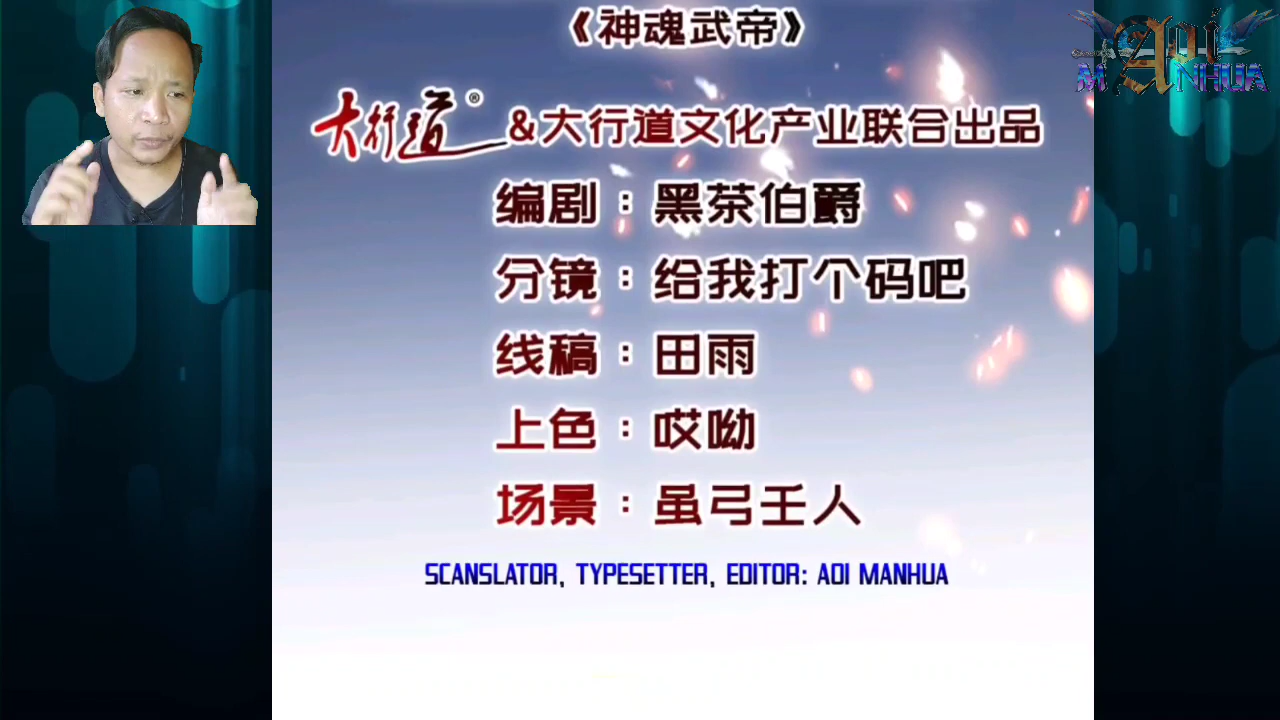 《神魂武帝》
大行道® &大行道文化产业联合出品
编剧：黑茶伯爵
分镜：给我打个码吧
线稿：田雨
上色：哎呦
场景：虽弓壬人
SCANSLATOR, TYPESETTER, EDITOR: AOI MANHUA
Aoi
MANHUA